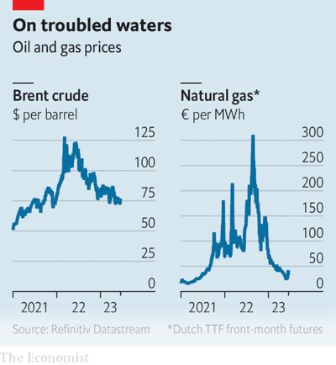 On troubled waters
Oil and gas prices
Brent crude
$ per barrel
125
100
75
50
25
0
2021 22 23
Natural gas*
€ per MWh
300
250
200
150
100
50
0
2021 22 23
Source: Refinitiv Datastream
*Dutch TTF front-month futures
The Economist